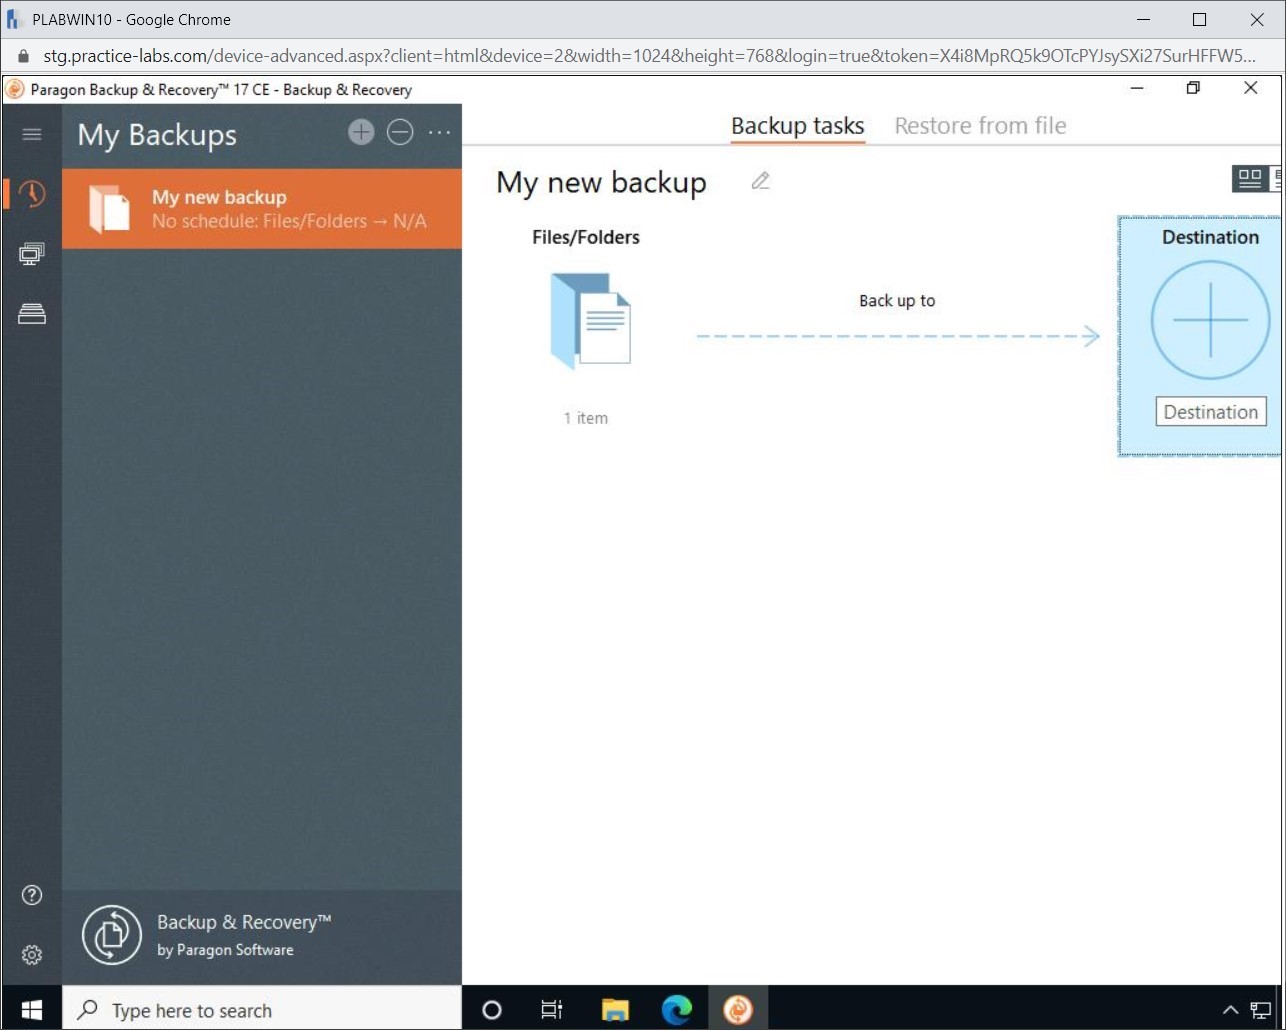 PLABWIN10 - Google Chrome
stg.practice-labs.com/device-advanced.aspx?client=html&device=2&width=1024&height=768&login=true&token=X4i8MpRQ5k9OTcPYJsySXi27SurHFFW5...
Paragon Backup & Recovery™ 17 CE - Backup & Recovery
My Backups
Backup tasks
Restore from file
My new backup
No schedule: Files/Folders → N/A
My new backup
Files/Folders
Destination
Back up to
Destination
1 item
Backup & Recovery™
by Paragon Software
Type here to search